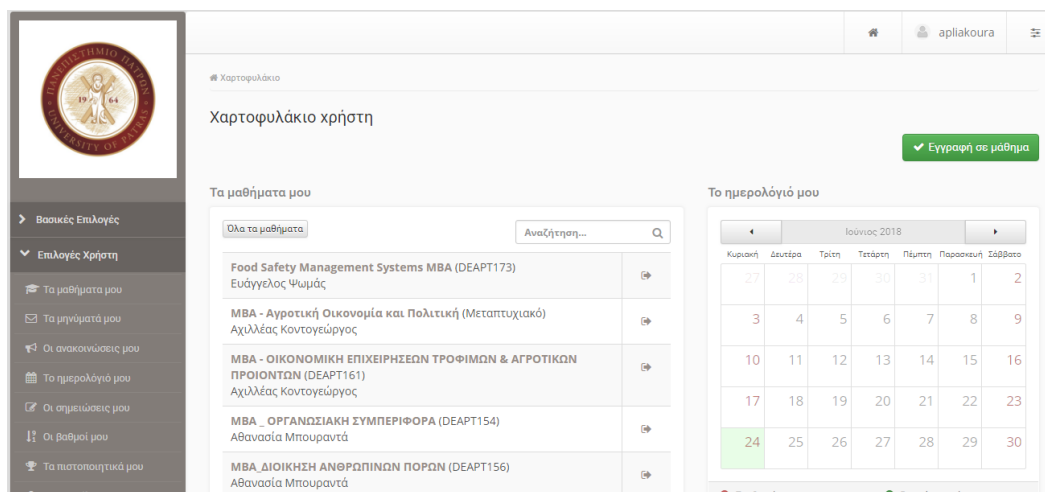 ΠΑΝΕΠΙΣΤΗΜΙΟ ΠΑΤΡΩΝ
19 64
UNIVERSITY OF PATRAS
apliakoura
Χαρτοφυλάκιο
Χαρτοφυλάκιο χρήστη
Εγγραφή σε μάθημα
Βασικές Επιλογές
Επιλογές Χρήστη
Τα μαθήματα μου
Τα μηνύματά μου
Οι ανακοινώσεις μου
Το ημερολόγιό μου
Οι σημειώσεις μου
Οι βαθμοί μου
Τα πιστοποιητικά μου
Τα μαθήματα μου
Όλα τα μαθήματα
Αναζήτηση...
Food Safety Management Systems MBA (DEAPT173)
Ευάγγελος Ψωμάς
MBA - Αγροτική Οικονομία και Πολιτική (Μεταπτυχιακό)
Αχιλλέας Κοντογεώργος
MBA - ΟΙΚΟΝΟΜΙΚΗ ΕΠΙΧΕΙΡΗΣΕΩΝ ΤΡΟΦΙΜΩΝ & ΑΓΡΟΤΙΚΩΝ
ΠΡΟΙΟΝΤΩΝ (DEAPT161)
Αχιλλέας Κοντογεώργος
MBA _ ΟΡΓΑΝΩΣΙΑΚΗ ΣΥΜΠΕΡΙΦΟΡΑ (DEAPT154)
Αθανασία Μπουραντά
MBA_ΔΙΟΙΚΗΣΗ ΑΝΘΡΩΠΙΝΩΝ ΠΟΡΩΝ (DEAPT156)
Αθανασία Μπουραντά
Το ημερολόγιό μου
Ιούνιος 2018
Κυριακή Δευτέρα Τρίτη Τετάρτη Πέμπτη Παρασκευή Σάββατο
27 28 29 30 31 1 2
3 4 5 6 7 8 9
10 11 12 13 14 15 16
17 18 19 20 21 22 23
24 25 26 27 28 29 30